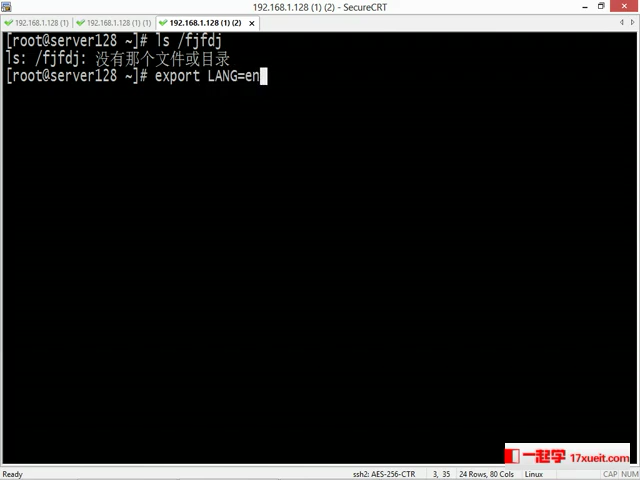 192.168.1.128 (1) (2) - SecureCRT
192.168.1.128 (1)
192.168.1.128 (1) (1)
192.168.1.128 (1) (2)
[root@server128 ~]# ls /fjfdj
ls: /fjfdj: 没有那个文件或目录
[root@server128 ~]# export LANG=en
一起学 17xueit.com
Ready
ssh2: AES-256-CTR
3, 35
24 Rows, 80 Cols
Linux
CAP NUM